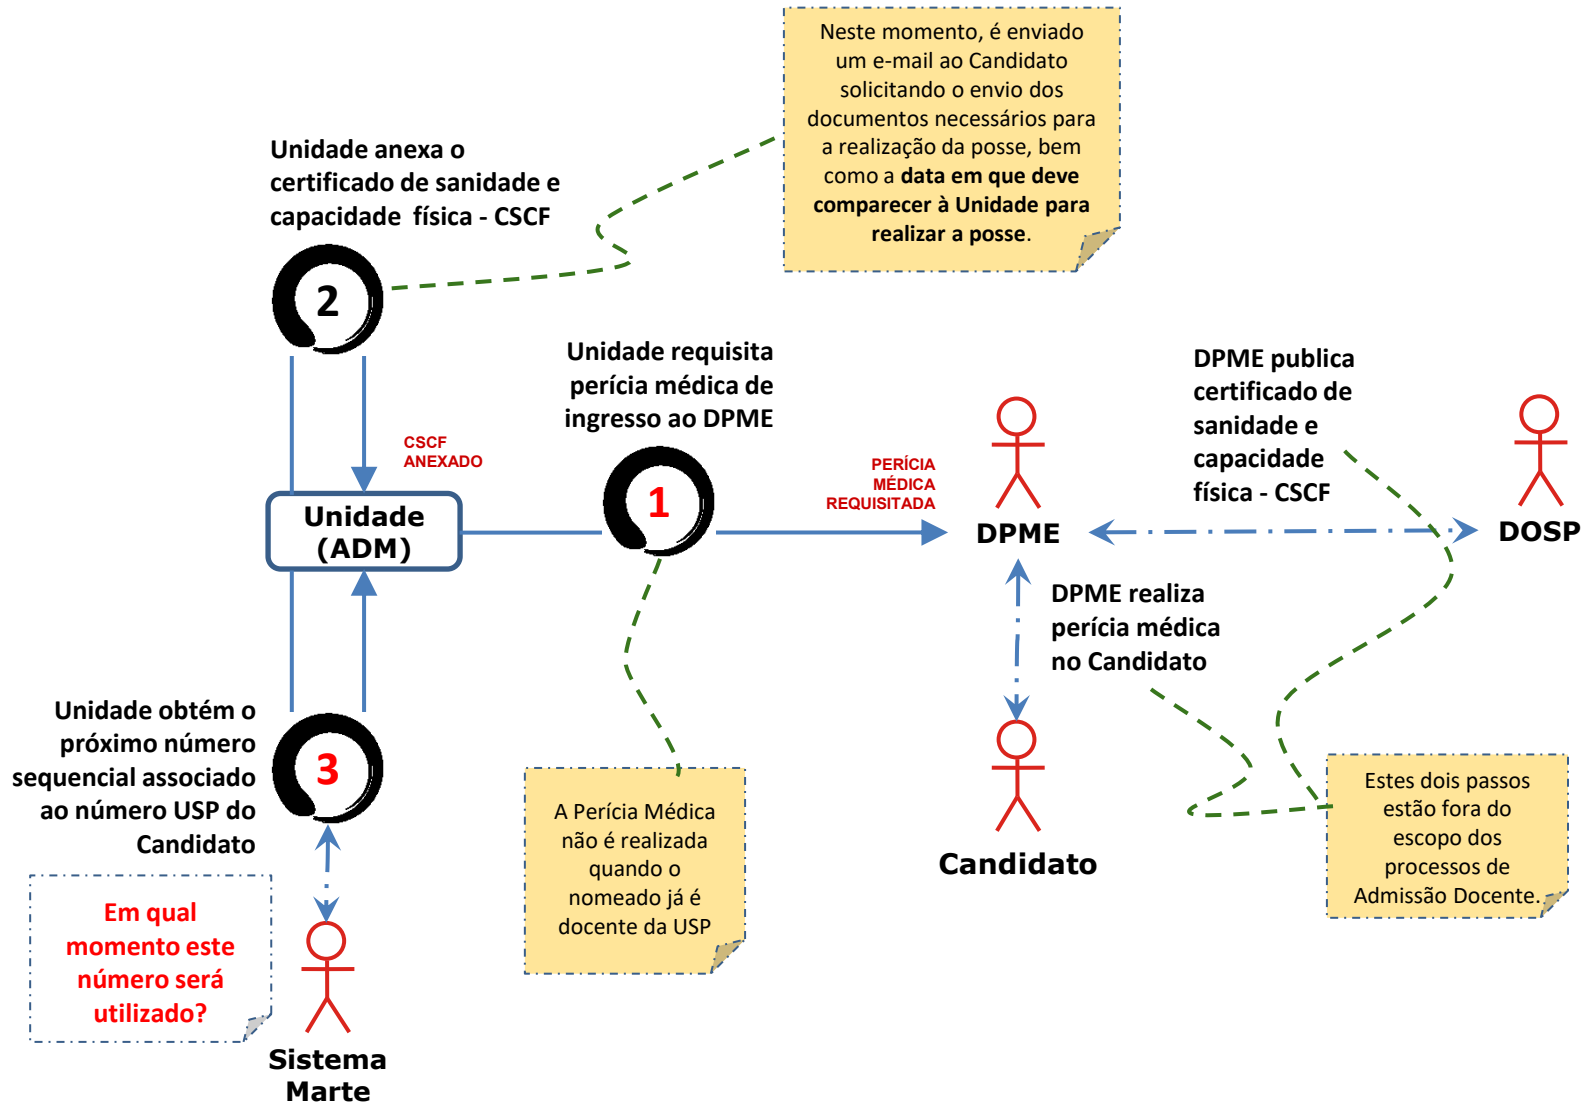 Neste momento, é enviado
um e-mail ao Candidato
solicitando o envio dos
documentos necessários para
a realização da posse, bem
como a data em que deve
comparecer à Unidade para
realizar a posse.
Unidade anexa o
certificado de sanidade e
capacidade física - CSCF
2
Unidade requisita
perícia médica de
ingresso ao DPME
DPME publica
certificado de
sanidade e
capacidade
física - CSCF
CSCF
ANEXADO
1
PERÍCIA
MÉDICA
REQUISITADA
Unidade
(ADM)
DPME
DOSP
DPME realiza
perícia médica
no Candidato
Unidade obtém o
próximo número
sequencial associado
ao número USP do
Candidato
3
A Perícia Médica
não é realizada
quando o
nomeado já é
docente da USP
Candidato
Estes dois passos
estão fora do
escopo dos
processos de
Admissão Docente.
Em qual
momento este
número será
utilizado?
Sistema
Marte